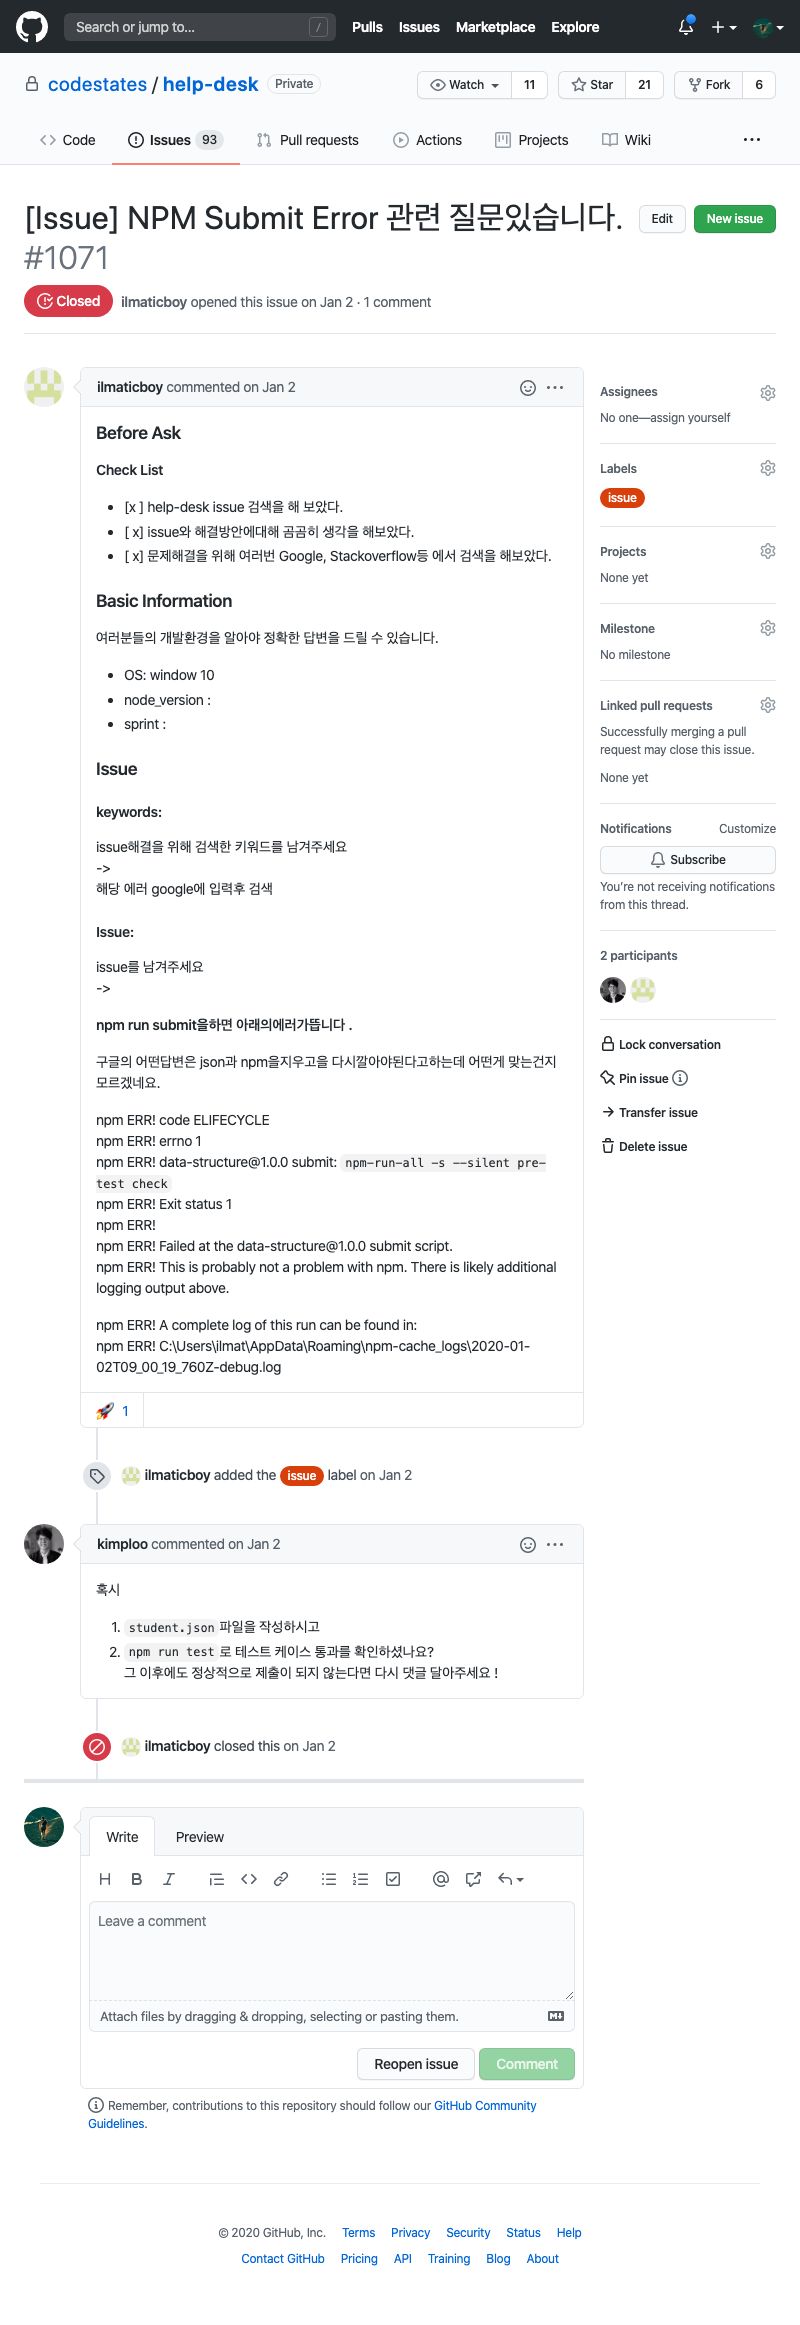 Search or jump to... /
Pulls Issues Marketplace Explore
codestates / help-desk Private
Watch 11 Star 21 Fork 6
Code Issues 93 Pull requests Actions Projects Wiki ...
[Issue] NPM Submit Error 관련 질문있습니다.
#1071
Edit New issue
Closed ilmaticboy opened this issue on Jan 2 · 1 comment
ilmaticboy commented on Jan 2
Before Ask
Check List
• [x ] help-desk issue 검색을 해 보았다.
• [ x] issue와 해결방안에대해 곰곰히 생각을 해보았다.
• [ x] 문제해결을 위해 여러번 Google, Stackoverflow등 에서 검색을 해보았다.
Basic Information
여러분들의 개발환경을 알아야 정확한 답변을 드릴 수 있습니다.
• OS: window 10
• node_version :
• sprint :
Issue
keywords:
issue해결을 위해 검색한 키워드를 남겨주세요
->
해당 에러 google에 입력후 검색
Issue:
issue를 남겨주세요
->
npm run submit을하면 아래의에러가뜹니다 .
구글의 어떤답변은 json과 npm을지우고을 다시깔아야된다고하는데 어떤게 맞는건지
모르겠네요.
npm ERR! code ELIFECYCLE
npm ERR! errno 1
npm ERR! data-structure@1.0.0 submit: npm-run-all -s --silent pre-
test check
npm ERR! Exit status 1
npm ERR!
npm ERR! Failed at the data-structure@1.0.0 submit script.
npm ERR! This is probably not a problem with npm. There is likely additional
logging output above.
npm ERR! A complete log of this run can be found in:
npm ERR! C:\Users\ilmat\AppData\Roaming\npm-cache_logs\2020-01-
02T09_00_19_760Z-debug.log
1
ilmaticboy added the issue label on Jan 2
kimploo commented on Jan 2
혹시
1. student.json 파일을 작성하시고
2. npm run test 로 테스트 케이스 통과를 확인하셨나요?
그 이후에도 정상적으로 제출이 되지 않는다면 다시 댓글 달아주세요 !
ilmaticboy closed this on Jan 2
Write Preview
H B I
Leave a comment
Attach files by dragging & dropping, selecting or pasting them.
Reopen issue Comment
Remember, contributions to this repository should follow our GitHub Community
Guidelines.
Assignees
No one—assign yourself
Labels
issue
Projects
None yet
Milestone
No milestone
Linked pull requests
Successfully merging a pull
request may close this issue.
None yet
Notifications Customize
Subscribe
You’re not receiving notifications
from this thread.
2 participants
Lock conversation
Pin issue
Transfer issue
Delete issue
© 2020 GitHub, Inc. Terms Privacy Security Status Help
Contact GitHub Pricing API Training Blog About